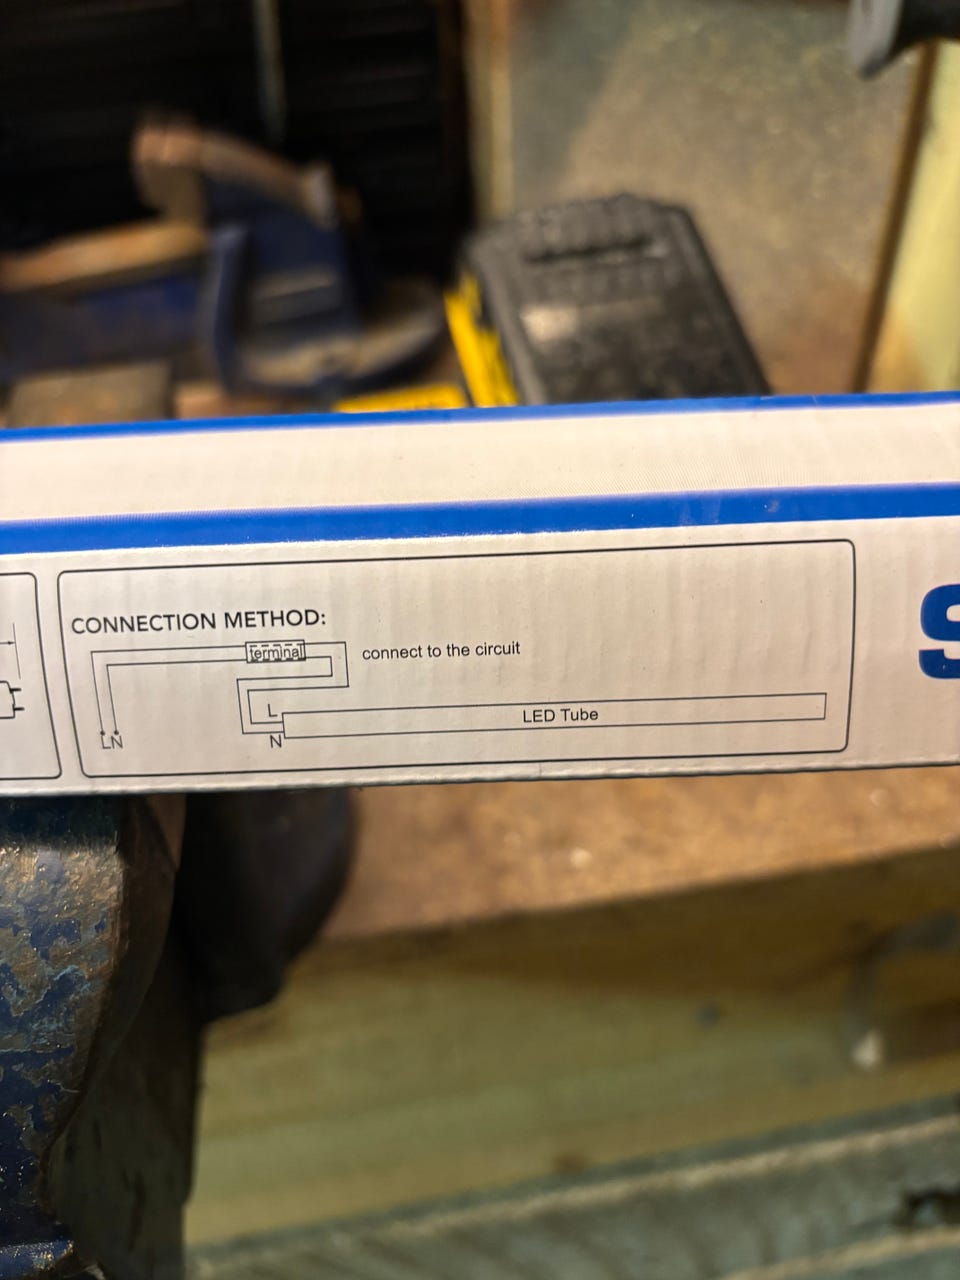 CONNECTION METHOD:
terminal
connect to the circuit
L
LED Tube
LN
N
S